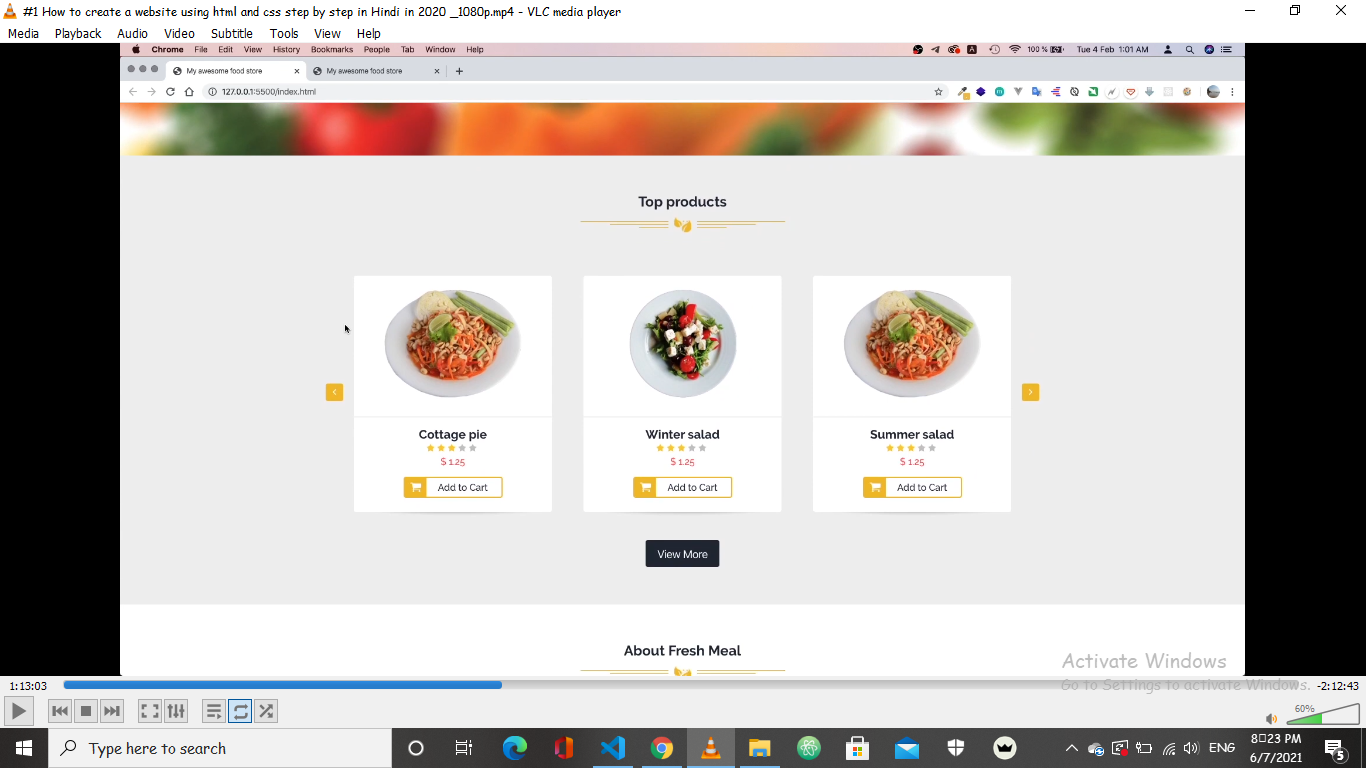 #1 How to create a website using html and css step by step in Hindi in 2020 _1080p.mp4 - VLC media player
Media Playback Audio Video Subtitle Tools View Help
Chrome File Edit View History Bookmarks People Tab Window Help
100 % Tue 4 Feb 1:01 AM
My awesome food store
My awesome food store
127.0.0.1:5500/index.html
Top products
Cottage pie
$ 1.25
Add to Cart
Winter salad
$ 1.25
Add to Cart
Summer salad
$ 1.25
Add to Cart
View More
About Fresh Meal
Activate Windows
Go to Settings to activate Windows.
1:13:03
-2:12:43
60%
Type here to search
ENG
8:23 PM
6/7/2021
5